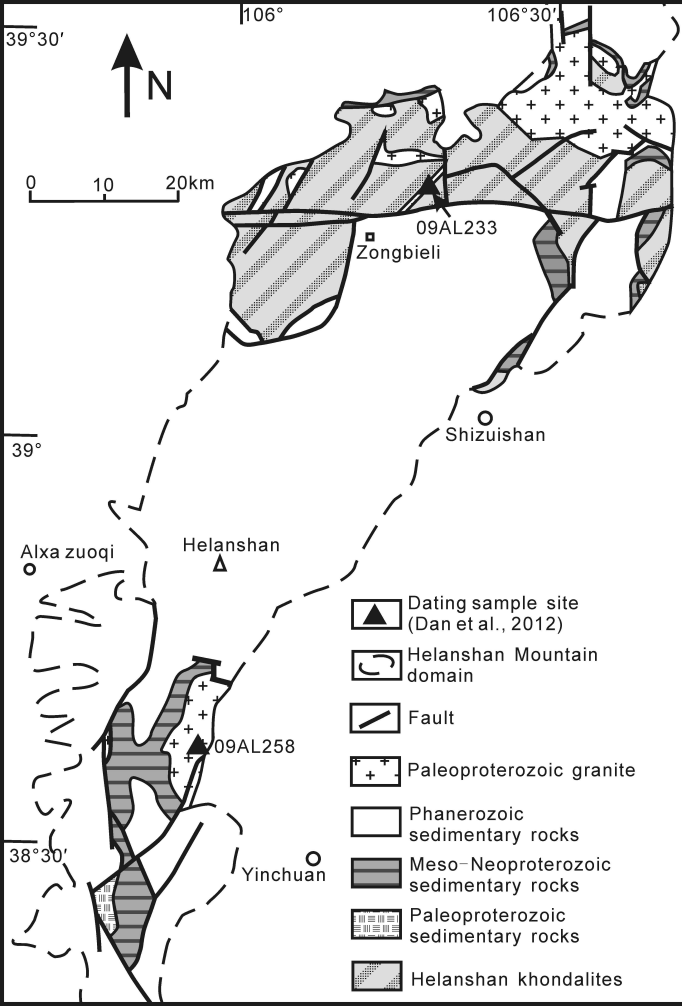 106°
106°30′
39°30′
N
0 10 20km
09AL233
Zongbieli
39°
Shizuishan
Alxa zuoqi
Helanshan
Dating sample site
(Dan et al., 2012)
Helanshan Mountain
domain
Fault
09AL258
Paleoproterozoic granite
Phanerozoic
sedimentary rocks
38°30′
Yinchuan
Meso-Neoproterozoic
sedimentary rocks
Paleoproterozoic
sedimentary rocks
Helanshan khondalites